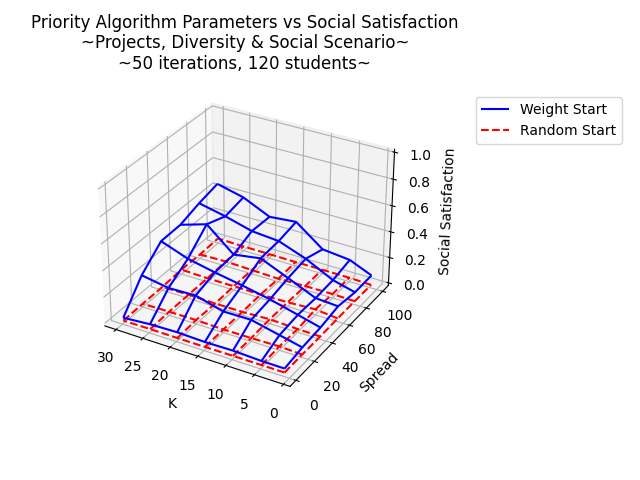 Priority Algorithm Parameters vs Social Satisfaction
~Projects, Diversity & Social Scenario~
~50 iterations, 120 students~
Weight Start
Random Start
1.0
0.8
0.6
0.4
0.2
0.0
Social Satisfaction
30
25
20
15
10
5
0
K
0
20
40
60
80
100
Spread